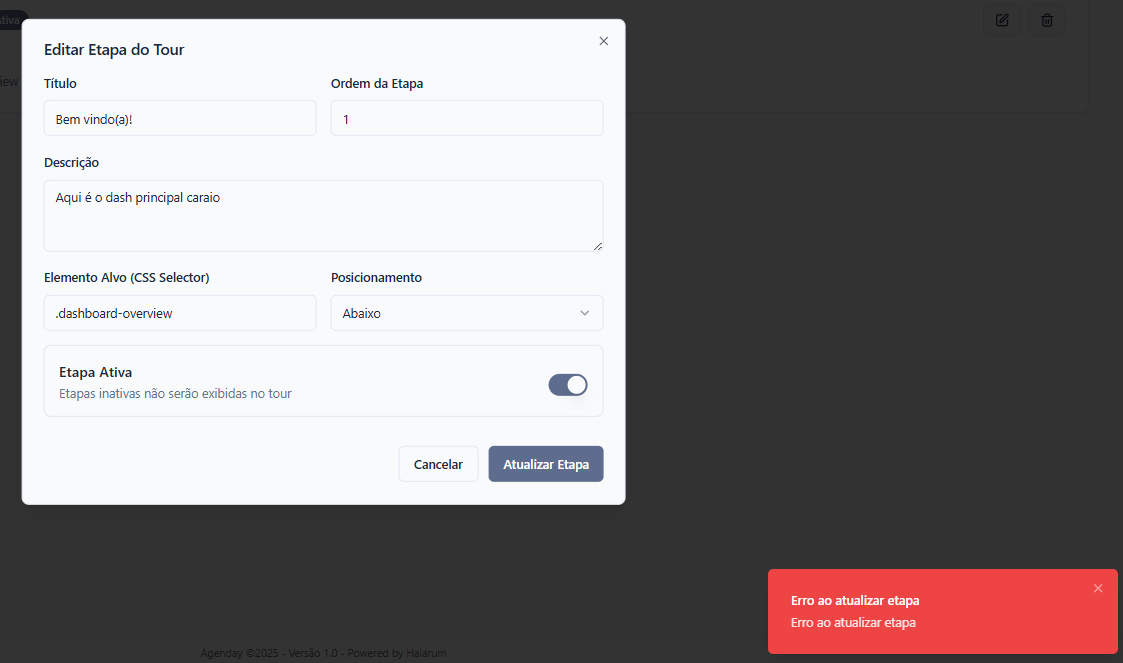 tiva
Editar Etapa do Tour
Título
Ordem da Etapa
iew
Bem vindo(a)!
1
Descrição
Aqui é o dash principal caraio
Elemento Alvo (CSS Selector)
Posicionamento
.dashboard-overview
Abaixo
Etapa Ativa
Etapas inativas não serão exibidas no tour
Cancelar
Atualizar Etapa
Erro ao atualizar etapa
Erro ao atualizar etapa
Agenday ©2025 - Versão 1.0 - Powered by Halarum